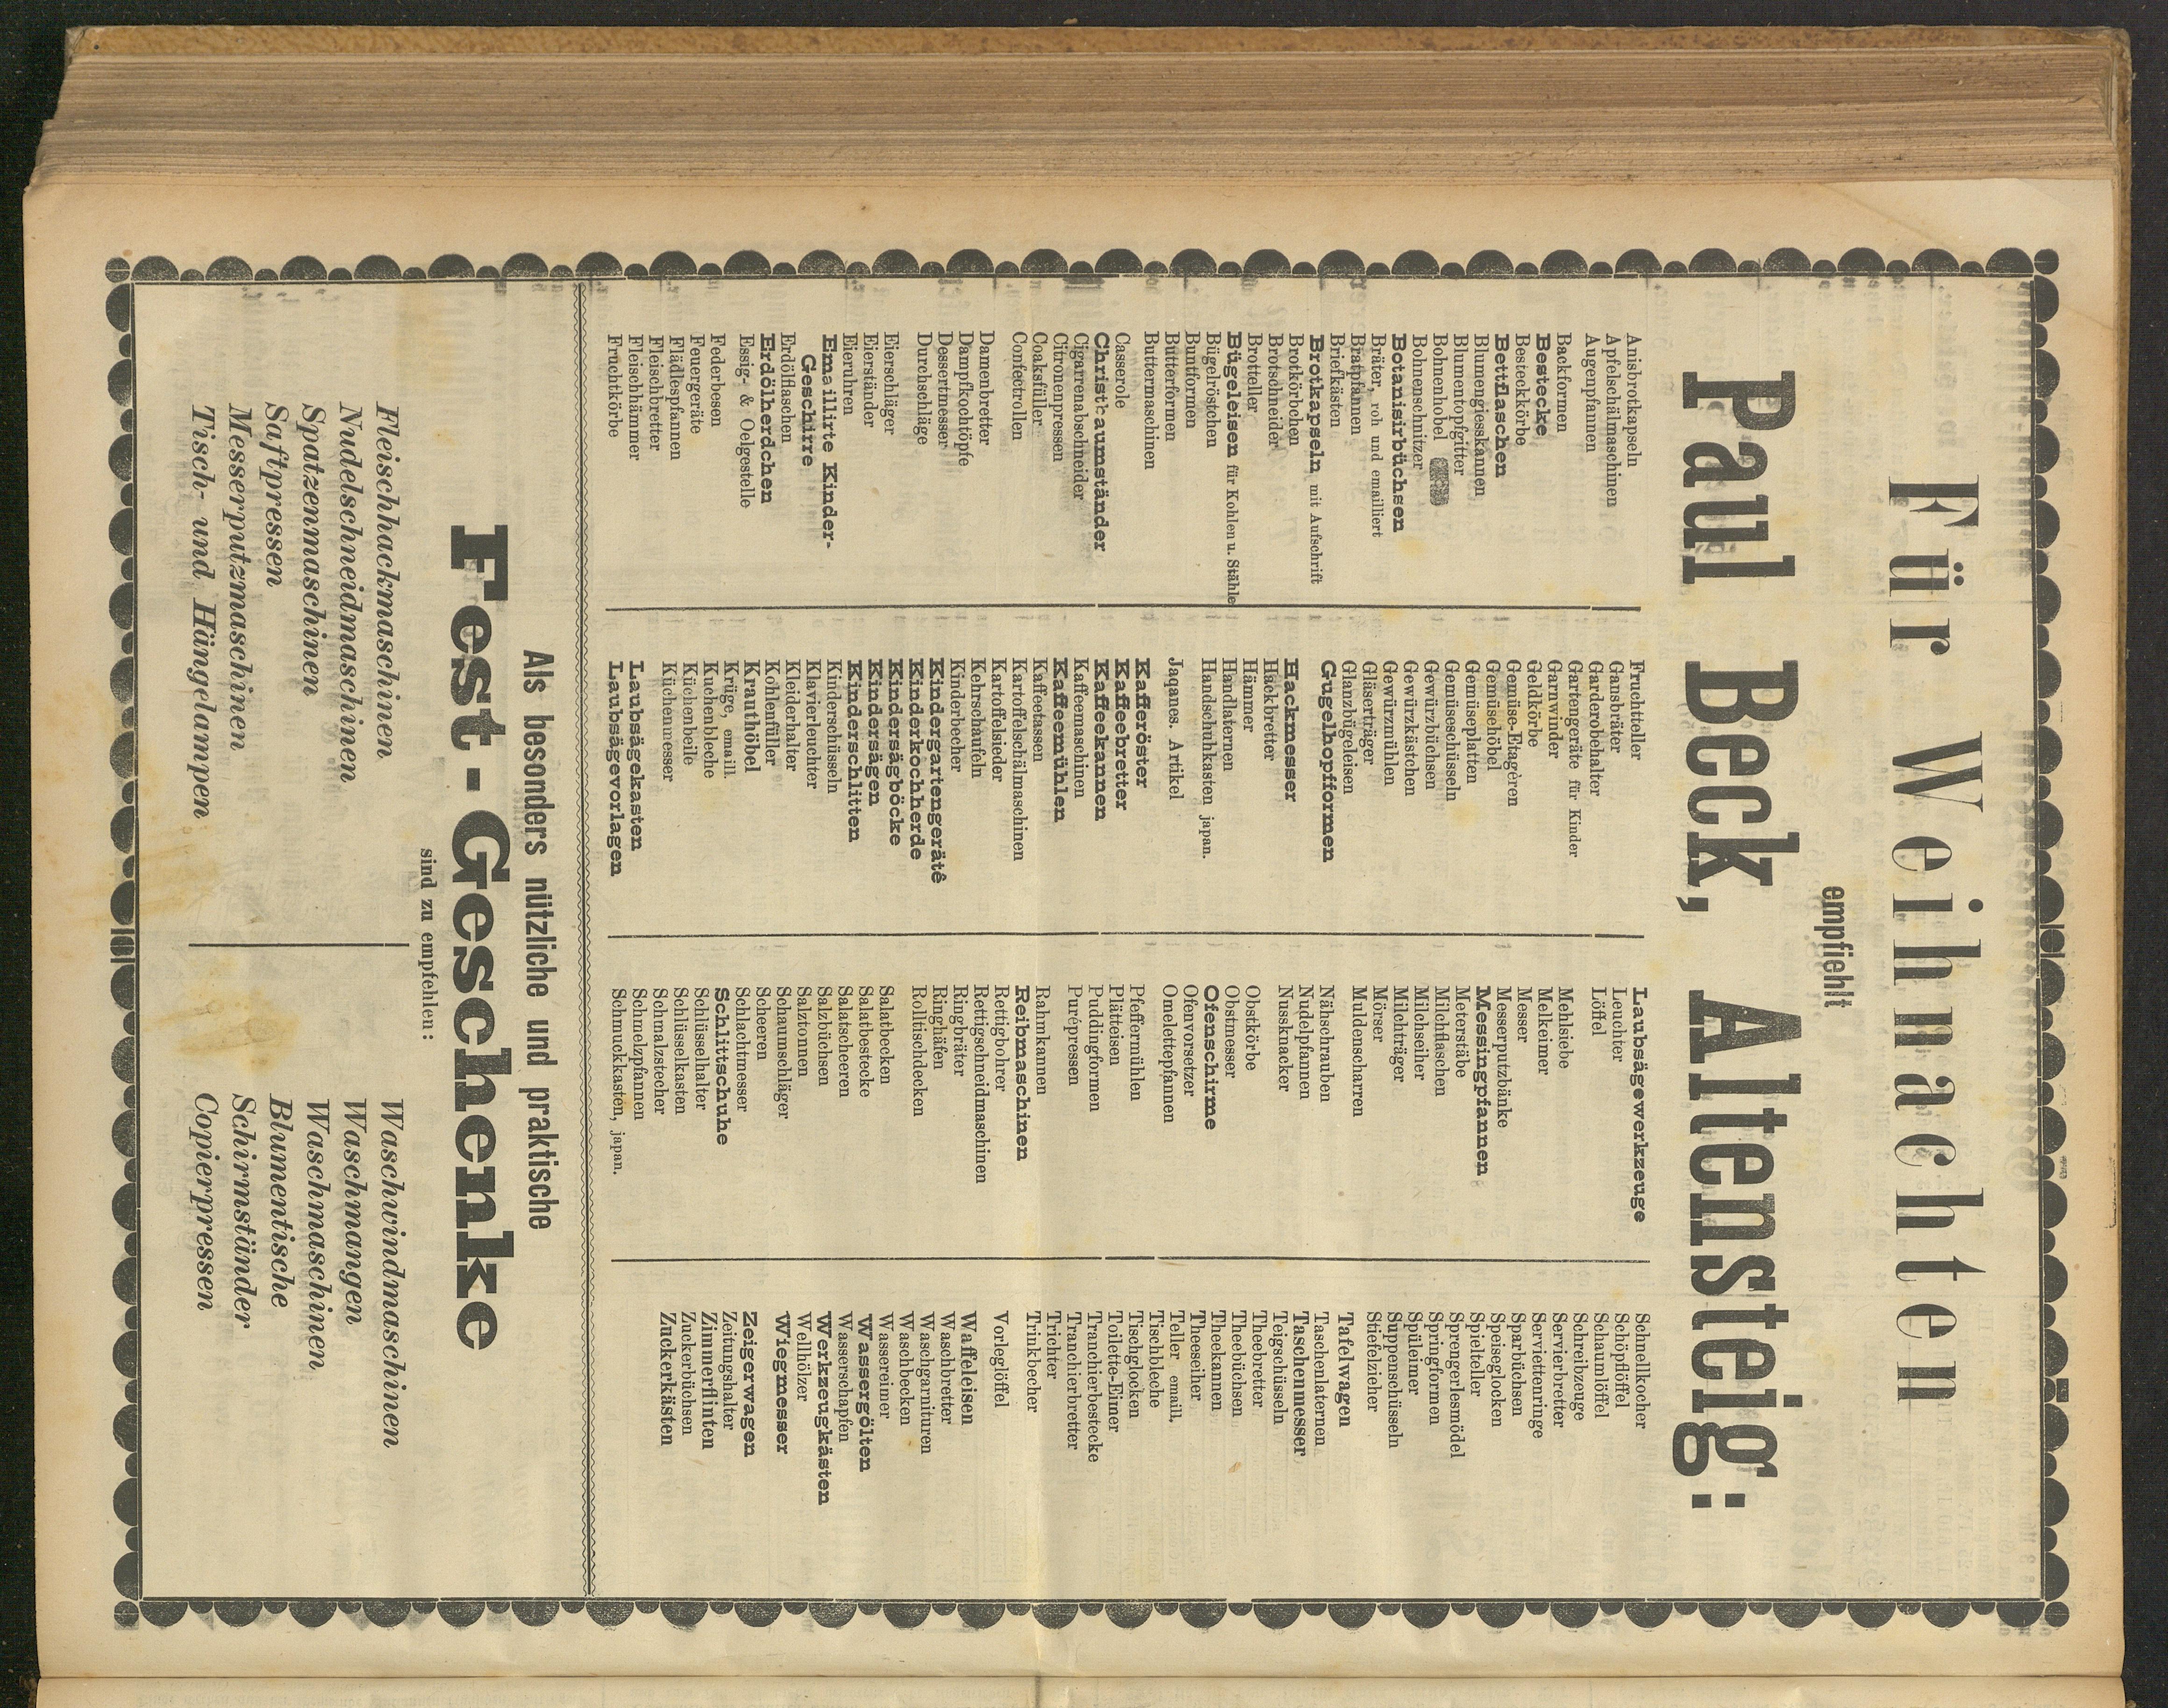 Für Weihnachten
empfiehlt
Paul Beck, Altensteig:
Anisbrotkapseln
Apfelschälmaschinen
Augenpfannen
Backformen
Bestecke
Besteckkörbe
Bettflaschen
Blumengiesskannen
Blumentopfgitter
Bohnenhobel
Bohnenschnitzer
Botanisirbüchsen
Bräter, roh und emailliert
Bratpfannen
Briefkästen
Brotkapseln mit Aufschrift
Brotkörbchen
Brotschneider
Brotteller
Bügeleisen für Kohlen u. Stähle
Bügelröstchen
Buntformen
Butterformen
Buttermaschinen
Casserole
Christbaumständer
Cigarrenabschneider
Citronenpressen
Coaksfüller
Confectrollen
Damenbretter
Dampfkochtöpfe
Dessertmesser
Durchschläge
Eierschläger
Eierständer
Eieruhren
Emaillirte Kinder-
Geschirre
Erdölflaschen
Erdölherdchen
Essig- & Oelgestelle
Federbesen
Feuergeräte
Flädlespfannen
Fleischbretter
Fleischhämmer
Fruchtkörbe
Fruchtteller
Gansbräter
Garderobehalter
Gartengeräte für Kinder
Garnwinder
Geldkörbe
Gemüse-Etagèren
Gemüsehöbel
Gemüseplatten
Gemüseschüsseln
Gewürzbüchsen
Gewürzkästchen
Gewürzmühlen
Gläserträger
Glanzbügeleisen
Gugelhopfformen
Hackmesser
Hackbretter
Hämmer
Handlaternen
Handschuhkasten japan.
Jaqanes. Artikel
Kafferöster
Kaffeebretter
Kaffeekannen
Kaffeemaschinen
Kaffeemühlen
Kaffeetassen
Kartoffelschälmaschinen
Kartoffelsieder
Kehrschaufeln
Kinderbecher
Kindergartengeräte
Kinderkochherde
Kindersägböcke
Kindersägen
Kinderschlitten
Kinderschüsseln
Klavierleuchter
Kleiderhalter
Kohlenfüller
Krauthöbel
Krüge, emaill.
Kuchenbleche
Küchenbeile
Küchenmesser
Laubsägekasten
Laubsägevorlagen
Laubsägewerkzeuge
Leuchter
Löffel
Mehlsiebe
Melkeimer
Messer
Messerputzbänke
Messingpfannen
Meterstäbe
Milchflaschen
Milchseiher
Milchträger
Mörser
Muldenscharren
Nähschrauben
Nudelpfannen
Nussknacker
Obstkörbe
Obstmesser
Ofenschirme
Ofenvorsetzer
Omelettepfannen
Pfeffermühlen
Plätteisen
Puddingformen
Purépressen
Rahmkannen
Reibmaschinen
Rettigbohrer
Rettigschneidmaschinen
Ringbräter
Ringhäfen
Rolltischdecken
Salatbecken
Salatbestecke
Salatscheeren
Salzbüchsen
Salztonnen
Schaumschläger
Scheeren
Schlachtmesser
Schlittschuhe
Schlüsselhalter
Schlüsselkasten
Schmalzstecher
Schmelzpfannen
Schmuckkasten, japan.
Schnellkocher
Schöpflöffel
Schaumlöffel
Schreibzeuge
Servierbretter
Serviettenringe
Sparbüchsen
Speiseglocken
Spielteller
Sprengerlesmödel
Springformen
Spüleimer
Suppenschüsseln
Stiefelzieher
Tafelwagen
Taschenlaternen
Taschenmesser
Teigschüsseln
Theebretter
Theebüchsen
Theekannen
Theeseiher
Teller emaill.
Tischbleche
Tischglocken
Toilette-Eimer
Tranchierbestecke
Tranchierbretter
Trichter
Trinkbecher
Vorleglöffel
Waffeleisen
Waschbretter
Waschgarnituren
Waschbecken
Wassereimer
Wassergölten
Wasserschapfen
Werkzeugkästen
Wellhölzer
Wiegmesser
Zeigerwagen
Zeitungshalter
Zimmerflinten
Zuckerbüchsen
Zuckerkästen
Als besonders nützliche und praktische
Fest-Geschenke
sind zu empfehlen:
Fleischhackmaschinen
Nudelschneidmaschinen
Spatzenmaschinen
Saftpressen
Messerputzmaschinen
Tisch- und Hängelampen
Waschwindmaschinen
Waschmangen
Waschmaschinen
Blumentische
Schirmständer
Copierpressen